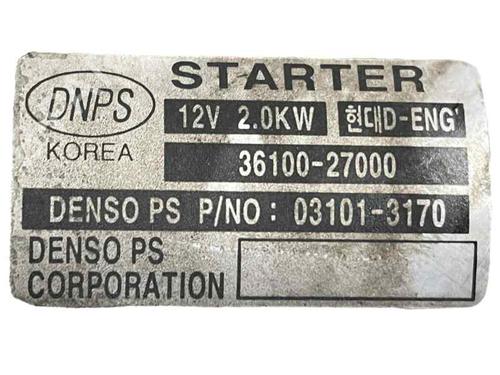 STARTER
DNPS
12V 2.0KW 현대D-ENG'
KOREA
36100-27000
DENSO PS P/NO: 03101-3170
DENSO PS
CORPORATION